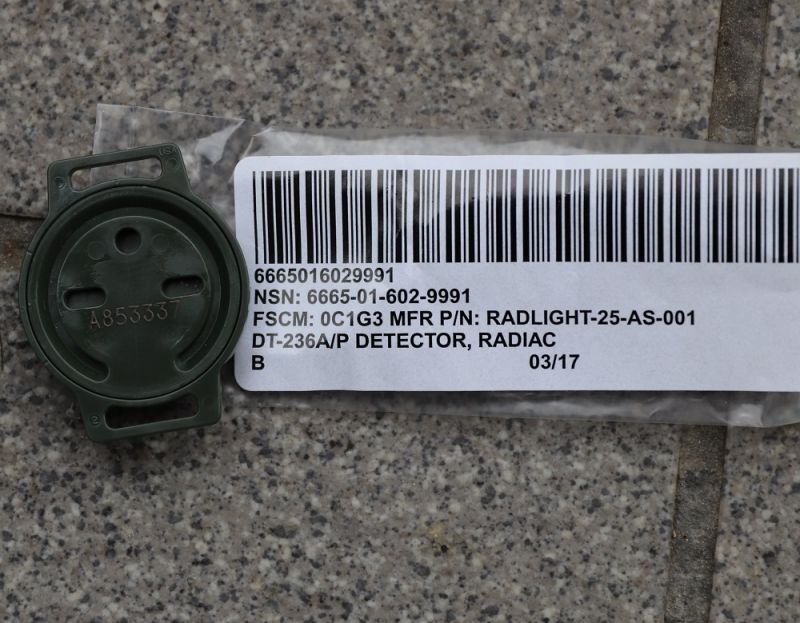 A853337
6665016029991
NSN: 6665-01-602-9991
FSCM: 0C1G3 MFR P/N: RADLIGHT-25-AS-001
DT-236A/P DETECTOR, RADIAC
B 03/17